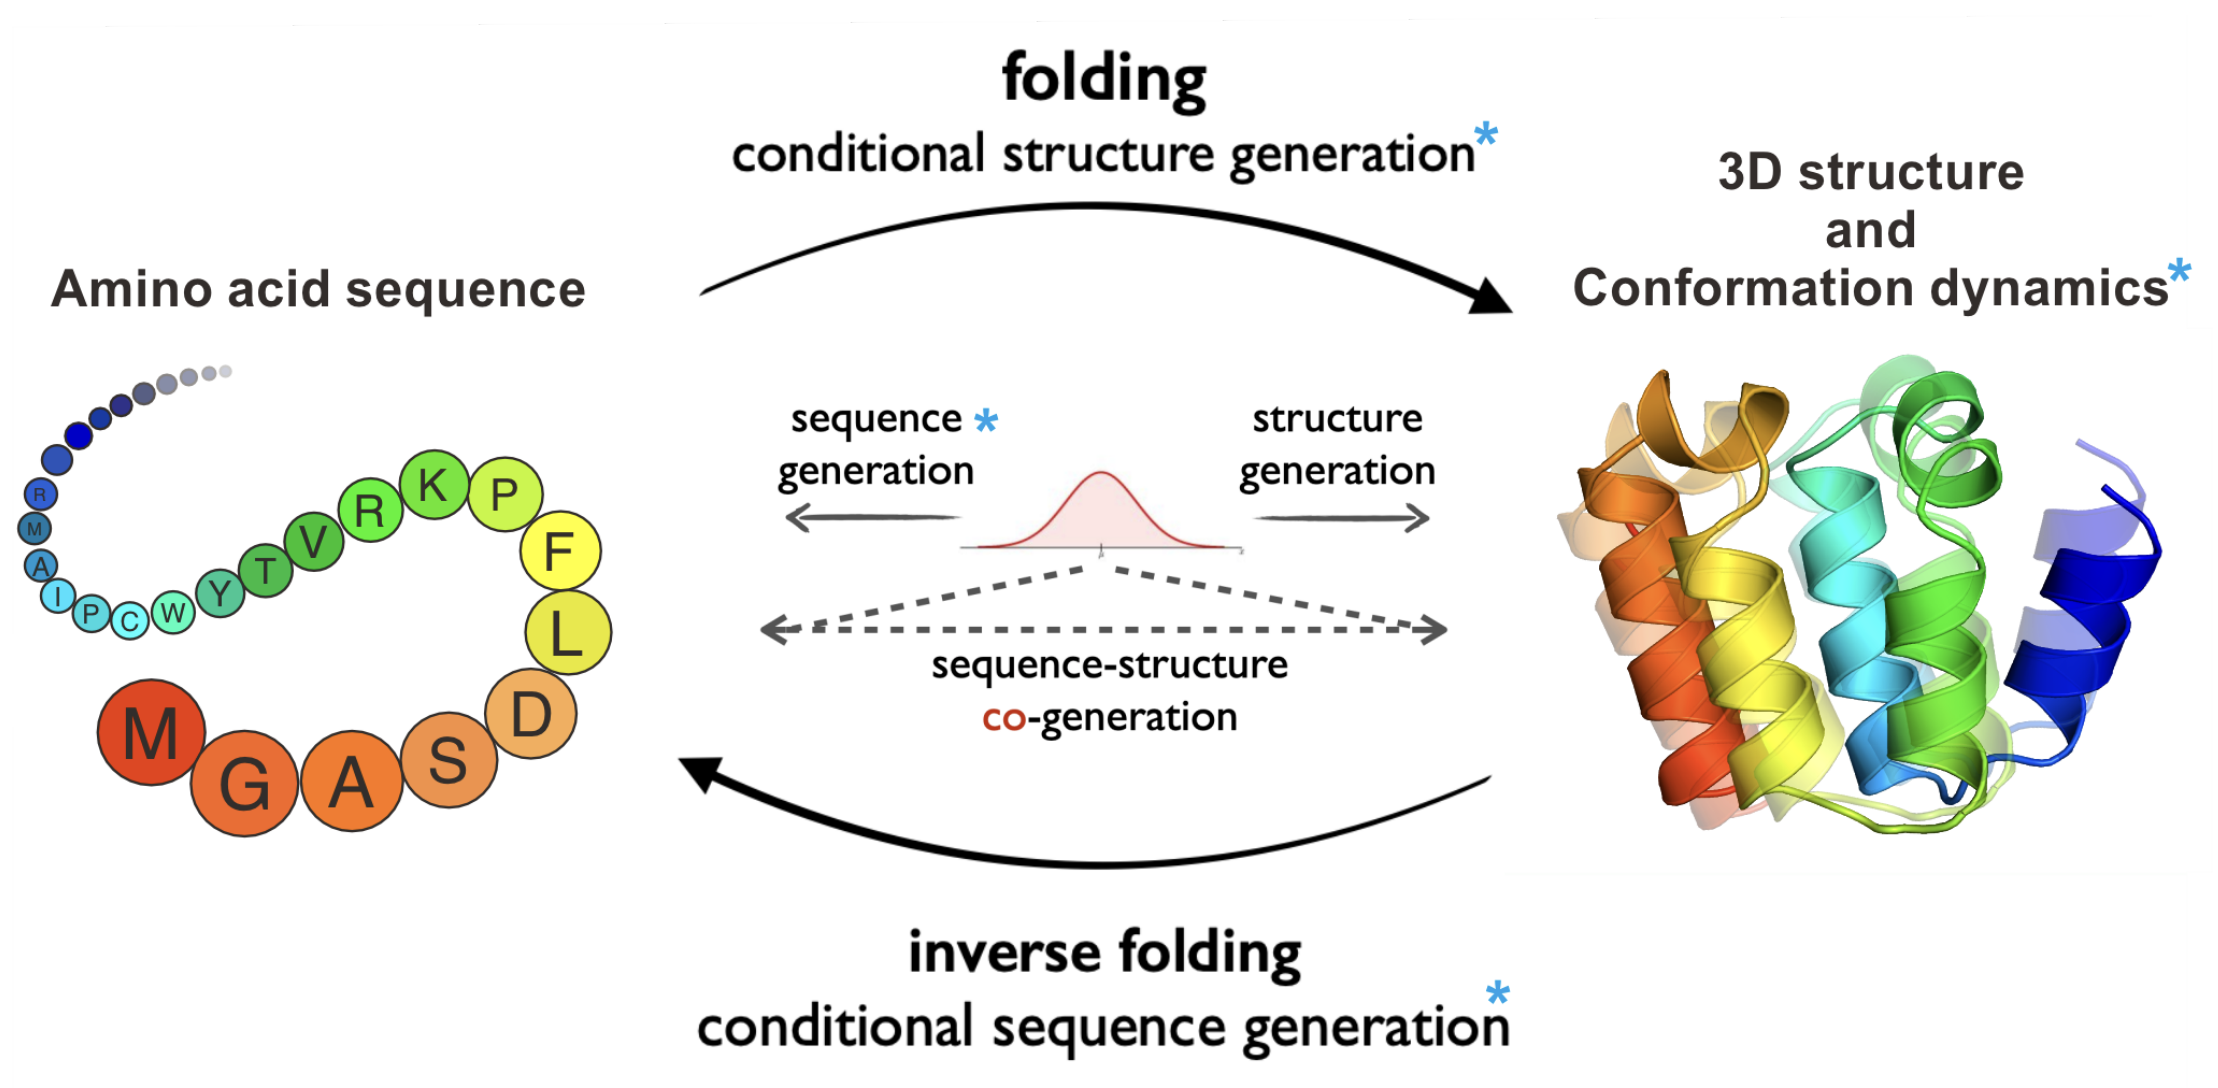 folding
conditional structure generation*
3D structure
and
Conformation dynamics*
Amino acid sequence
sequence *
generation
structure
generation
R
M
A
I
P
C
W
Y
T
V
R
K
P
F
L
D
S
A
G
M
sequence-structure
co-generation
inverse folding
conditional sequence generation*